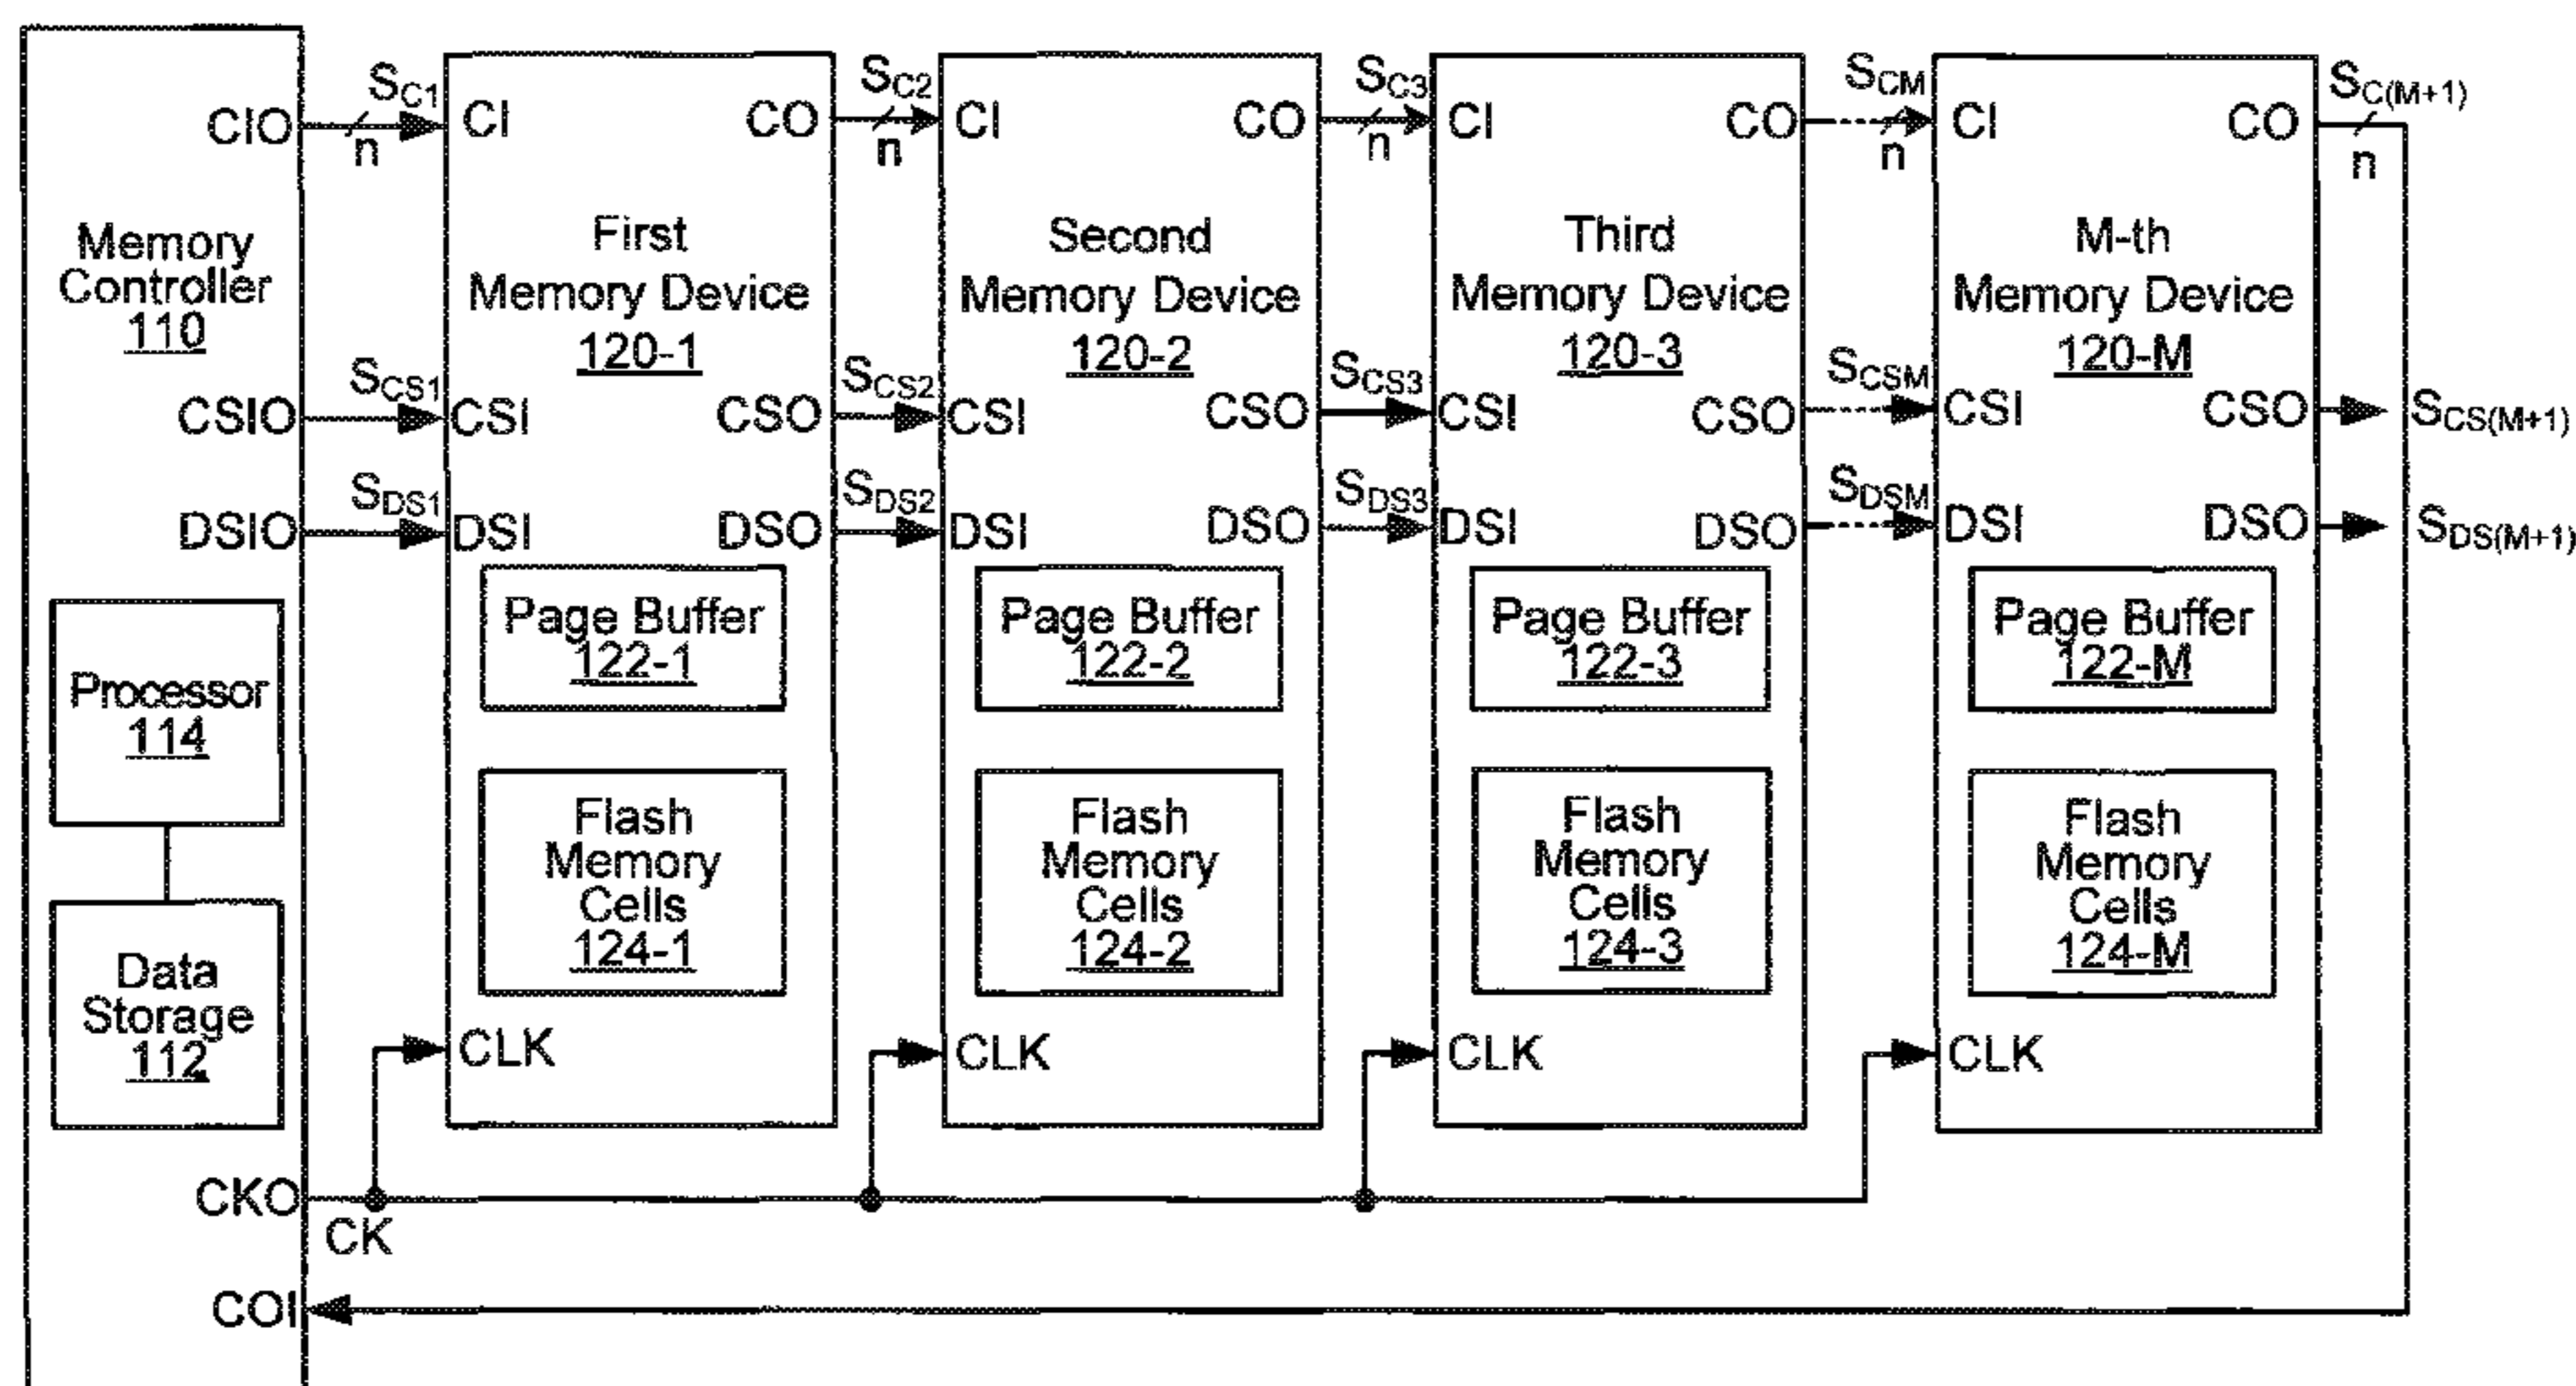 CIO
S_C1
n
CI
CO
S_C2
n
CI
CO
S_C3
n
CI
CO
S_CM
n
CI
CO
S_C(M+1)
n
Memory
Controller
110
First
Memory Device
120-1
Second
Memory Device
120-2
Third
Memory Device
120-3
M-th
Memory Device
120-M
CSIO
S_CS1
CSI
CSO
S_CS2
CSI
CSO
S_CS3
CSI
CSO
S_CSM
CSI
CSO
S_CS(M+1)
DSIO
S_DS1
DSI
DSO
S_DS2
DSI
DSO
S_DS3
DSI
DSO
S_DSM
DSI
DSO
S_DS(M+1)
Processor
114
Page Buffer
122-1
Page Buffer
122-2
Page Buffer
122-3
Page Buffer
122-M
Data
Storage
112
Flash
Memory
Cells
124-1
Flash
Memory
Cells
124-2
Flash
Memory
Cells
124-3
Flash
Memory
Cells
124-M
CLK
CLK
CLK
CLK
CKO
CK
COI